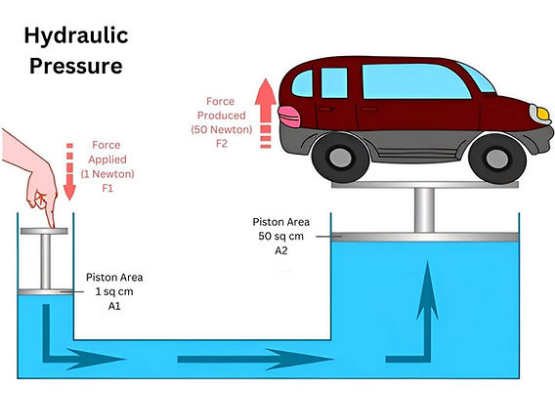 Hydraulic
Pressure
Force
Applied
(1 Newton)
F1
Force
Produced
(50 Newton)
F2
Piston Area
1 sq cm
A1
Piston Area
50 sq cm
A2